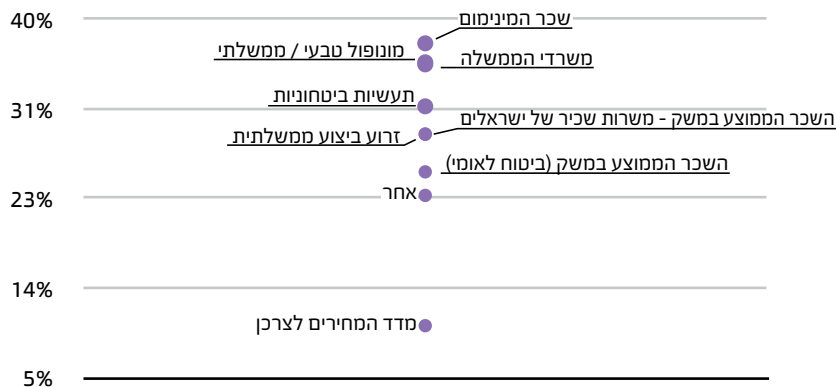 40%
שכר המינימום
מונופול טבעי / ממשלתי
משרדי הממשלה
תעשיות ביטחוניות
31%
השכר הממוצע במשק - משרות שכיר של ישראלים
זרוע ביצוע ממשלתית
השכר הממוצע במשק (ביטוח לאומי)
אחר
23%
14%
מדד המחירים לצרכן
5%